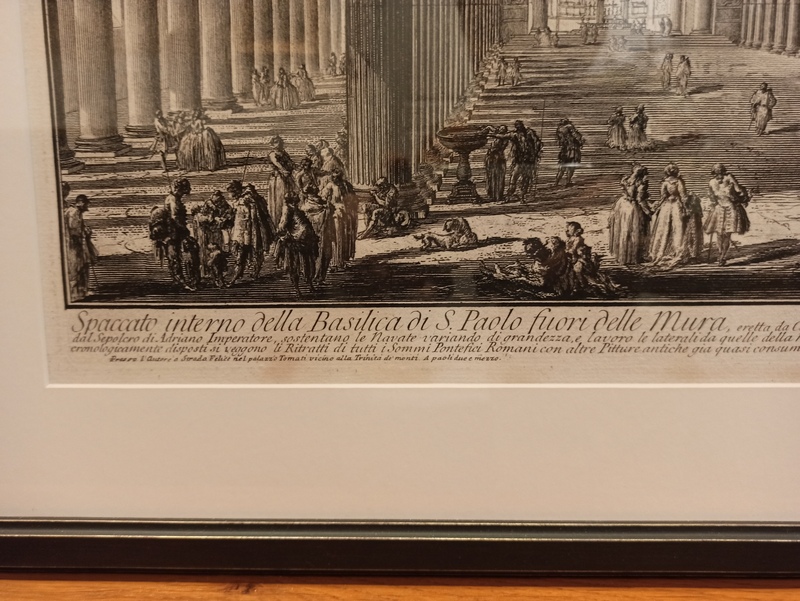 Spaccato interno della Basilica di S. Paolo fuori delle Mura, eretta da
dal Sepolcro di Adriano Imperatore, sostentano le Navate variando di grandezza, e lavoro le laterali da quelle della
cronologicamente disposti si veggono li Ritratti di tutti i Sommi Pontefici Romani con altre Pitture antiche già quasi
Presso l'Autore a Strada Felice nel palazzo Tomati vicino alla Trinità de' monti. A paoli due e mezzo.